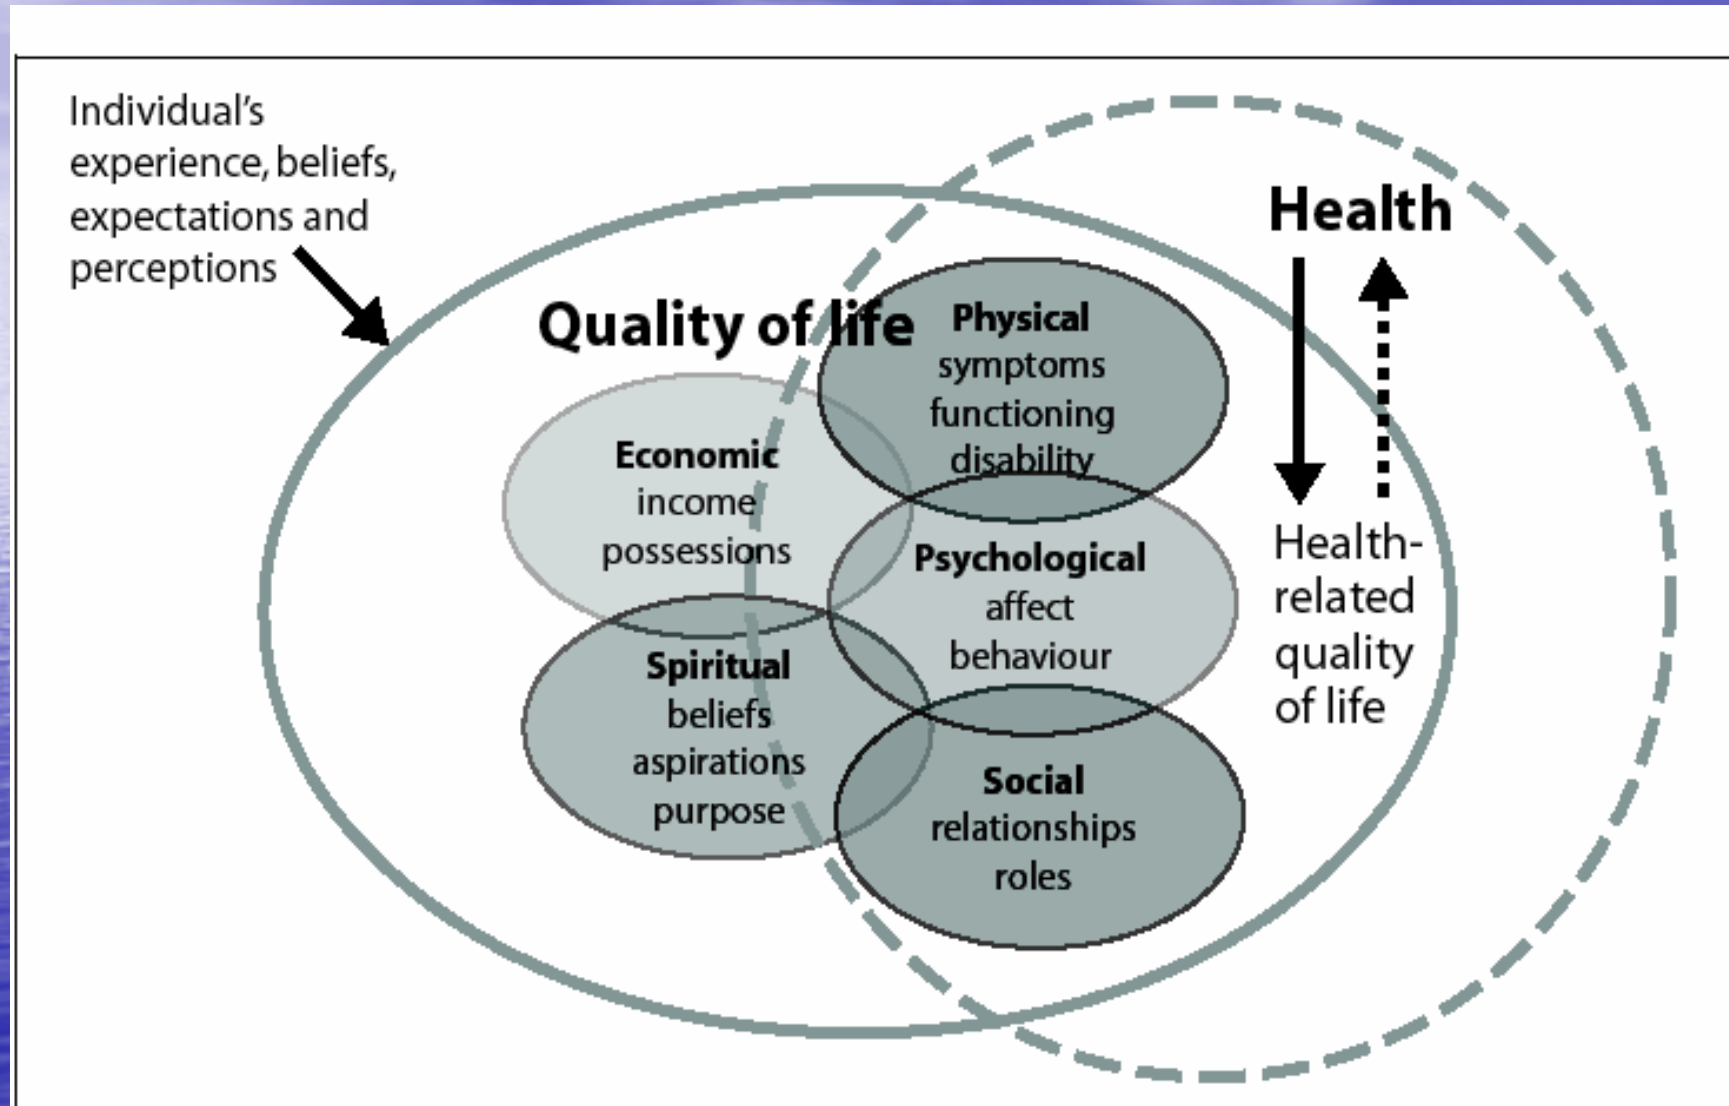 Individual's
experience, beliefs,
expectations and
perceptions
Health
Quality of life
Physical
symptoms
functioning
disability
Economic
income
possessions
Psychological
affect
behaviour
Health-
related
quality
of life
Spiritual
beliefs
aspirations
purpose
Social
relationships
roles